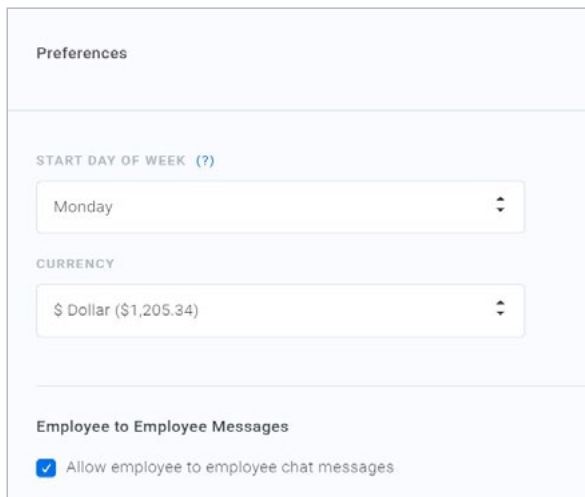 Preferences
START DAY OF WEEK (?)
Monday
CURRENCY
$ Dollar ($1,205.34)
Employee to Employee Messages
Allow employee to employee chat messages